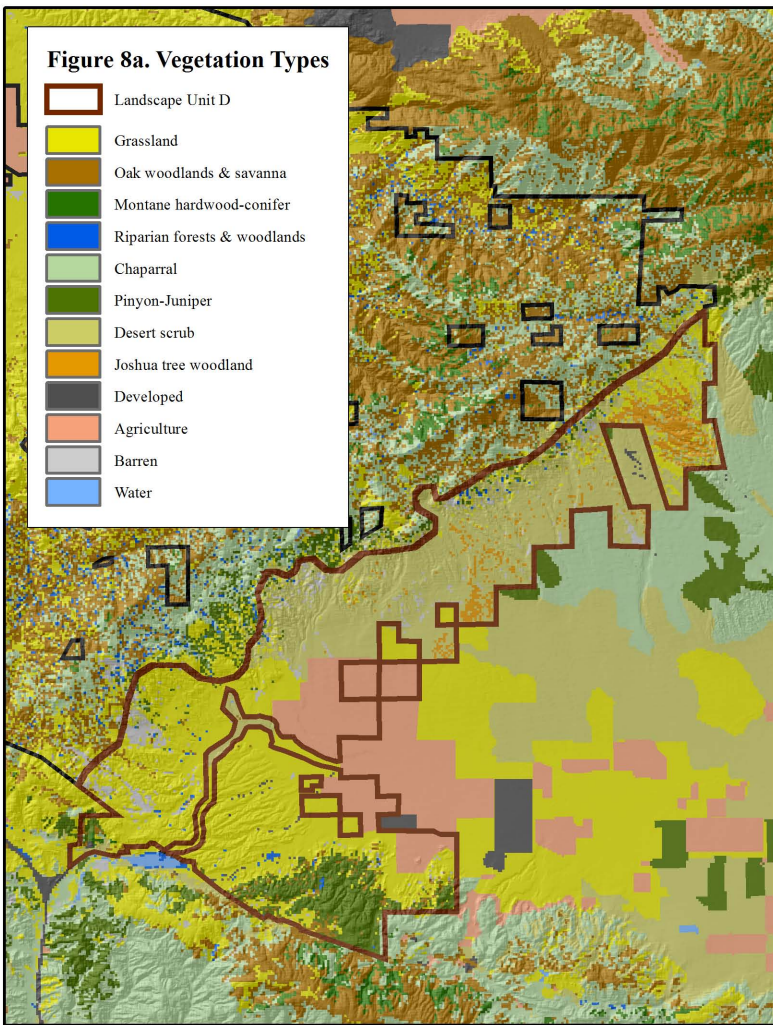 Figure 8a. Vegetation Types
Landscape Unit D
Grassland
Oak woodlands & savanna
Montane hardwood-conifer
Riparian forests & woodlands
Chaparral
Pinyon-Juniper
Desert scrub
Joshua tree woodland
Developed
Agriculture
Barren
Water